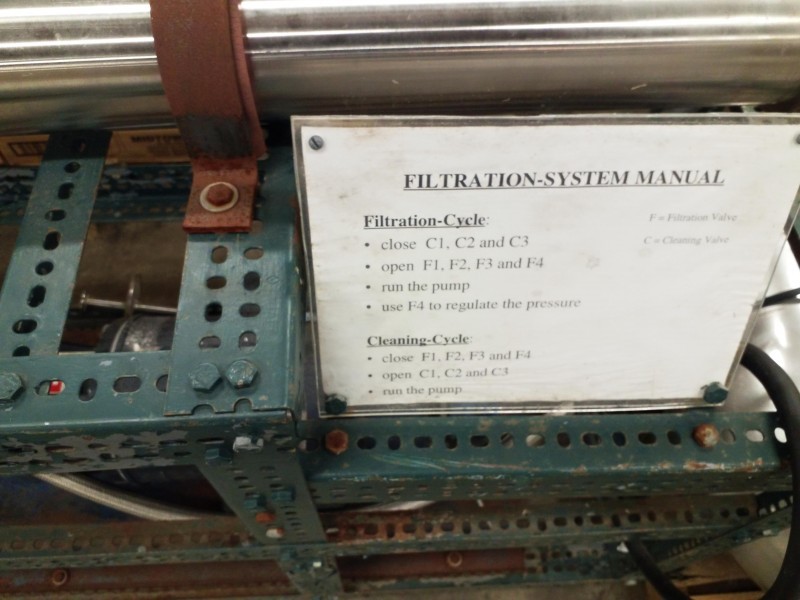 FILTRATION-SYSTEM MANUAL
Filtration-Cycle:
F = Filtration Valve
• close C1, C2 and C3
C = Cleaning Valve
• open F1, F2, F3 and F4
• run the pump
• use F4 to regulate the pressure
Cleaning-Cycle:
• close F1, F2, F3 and F4
• open C1, C2 and C3
• run the pump